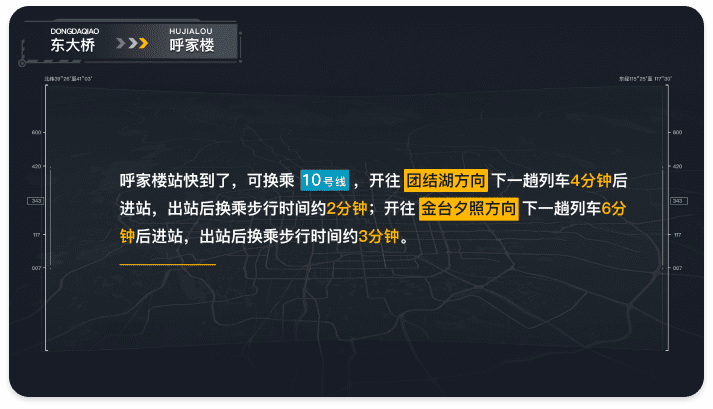 DONGDAQIAO HUJIALOU
东大桥 呼家楼
北纬39°26'至41°03' 东经115°25'至 117°30'
呼家楼站快到了，可换乘 10号线 ，开往 团结湖方向 下一趟列车4分钟后
进站，出站后换乘步行时间约2分钟；开往 金台夕照方向 下一趟列车6分
钟后进站，出站后换乘步行时间约3分钟。
600 600
420 420
343 343
117 117
007 007